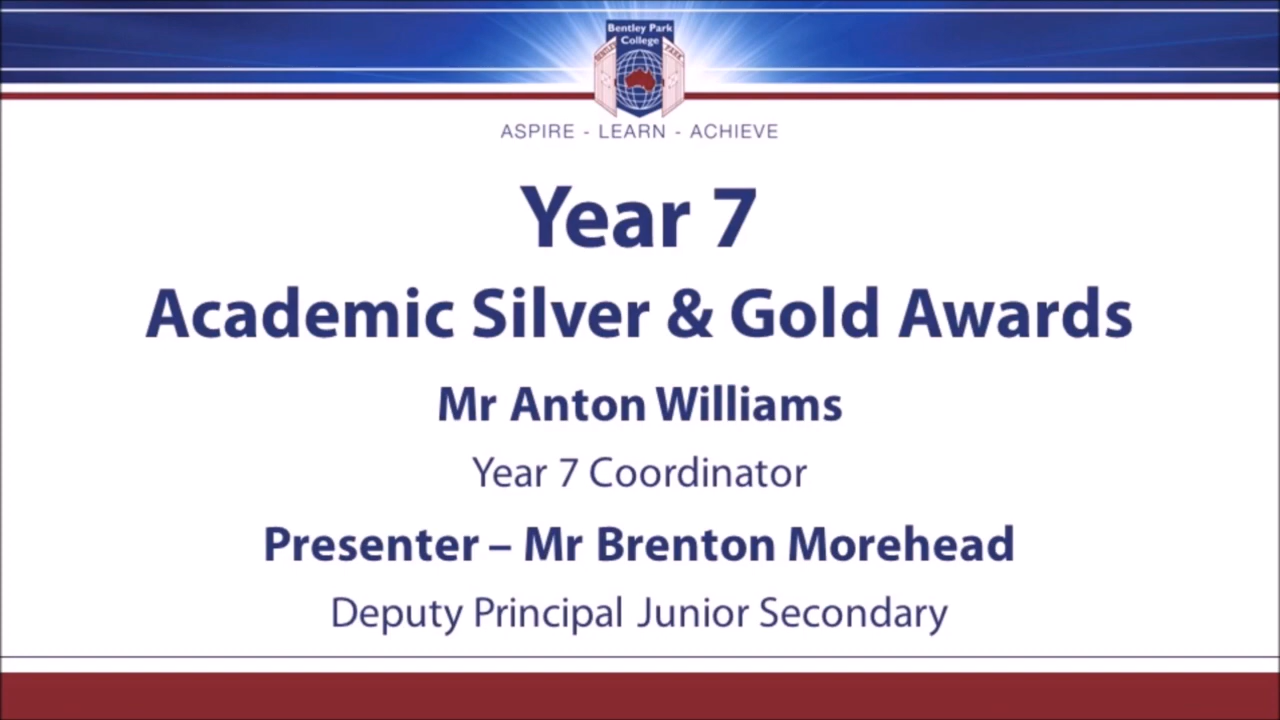 Bentley Park
College
ASPIRE - LEARN - ACHIEVE
Year 7
Academic Silver & Gold Awards
Mr Anton Williams
Year 7 Coordinator
Presenter – Mr Brenton Morehead
Deputy Principal Junior Secondary